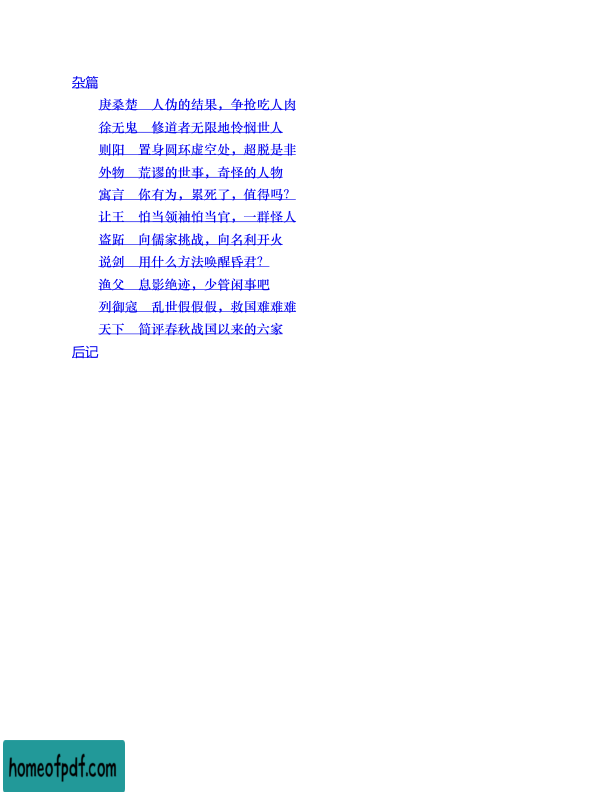 杂篇
庚桑楚　人伪的结果，争抢吃人肉
徐无鬼　修道者无限地怜悯世人
则阳　置身圆环虚空处，超脱是非
外物　荒谬的世事，奇怪的人物
寓言　你有为，累死了，值得吗？
让王　怕当领袖怕当官，一群怪人
盗跖　向儒家挑战，向名利开火
说剑　用什么方法唤醒昏君？
渔父　息影绝迹，少管闲事吧
列御寇　乱世假假假，救国难难难
天下　简评春秋战国以来的六家
后记
homeofpdf.com